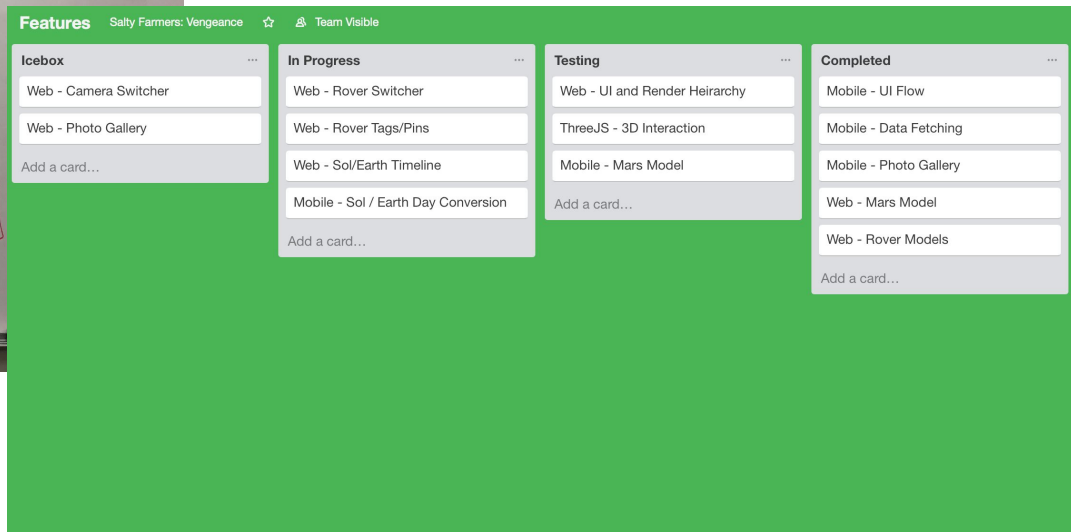 Features Salty Farmers: Vengeance Team Visible
Icebox ...
Web - Camera Switcher
Web - Photo Gallery
Add a card...
In Progress ...
Web - Rover Switcher
Web - Rover Tags/Pins
Web - Sol/Earth Timeline
Mobile - Sol / Earth Day Conversion
Add a card...
Testing ...
Web - UI and Render Heirarchy
ThreeJS - 3D Interaction
Mobile - Mars Model
Add a card...
Completed ...
Mobile - UI Flow
Mobile - Data Fetching
Mobile - Photo Gallery
Web - Mars Model
Web - Rover Models
Add a card...